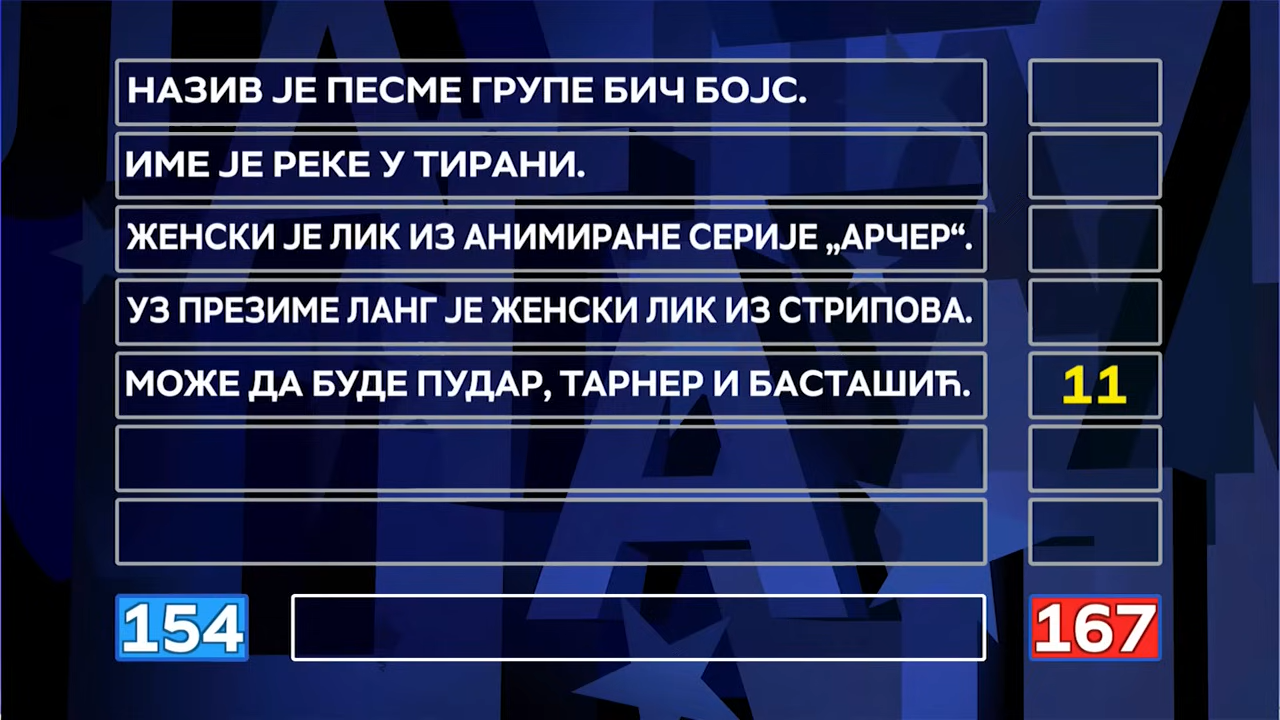 НАЗИВ ЈЕ ПЕСМЕ ГРУПЕ БИЧ БОЈС.
ИМЕ ЈЕ РЕКЕ У ТИРАНИ.
ЖЕНСКИ ЈЕ ЛИК ИЗ АНИМИРАНЕ СЕРИЈЕ „АРЧЕР“.
УЗ ПРЕЗИМЕ ЛАНГ ЈЕ ЖЕНСКИ ЛИК ИЗ СТРИПОВА.
МОЖЕ ДА БУДЕ ПУДАР, ТАРНЕР И БАСТАШИЋ.
11
154
167